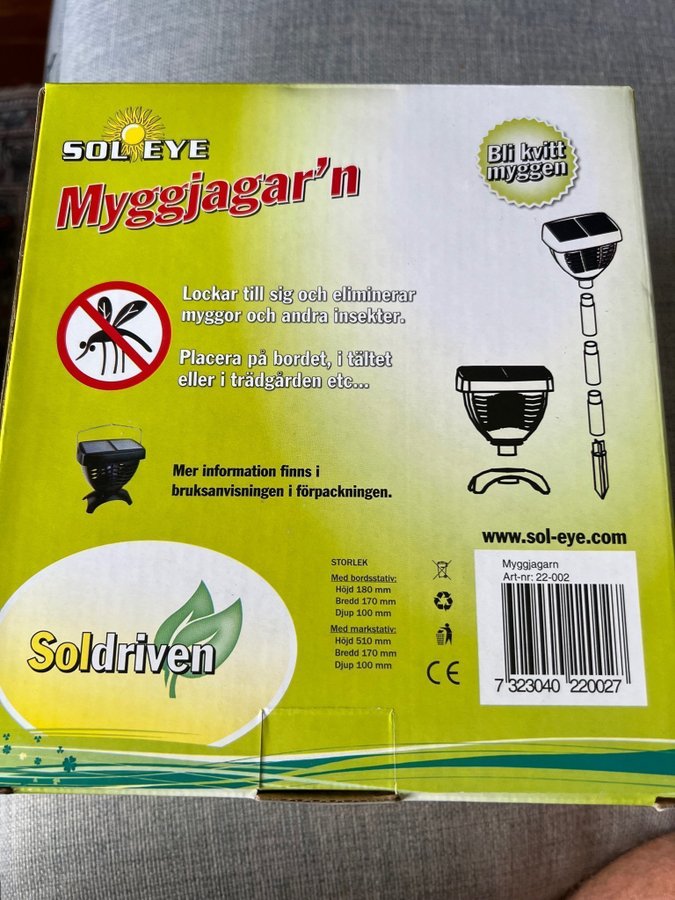 SOL EYE
Myggjagar'n
Bli kvitt
myggen
Lockar till sig och eliminerar
myggor och andra insekter.
Placera på bordet, i tältet
eller i trädgården etc...
Mer information finns i
bruksanvisningen i förpackningen.
www.sol-eye.com
Soldriven
STORLEK
Med bordsstativ:
Höjd 180 mm
Bredd 170 mm
Djup 100 mm
Med markstativ:
Höjd 510 mm
Bredd 170 mm
Djup 100 mm
CE
Myggjagarn
Art-nr: 22-002
7 323040 220027